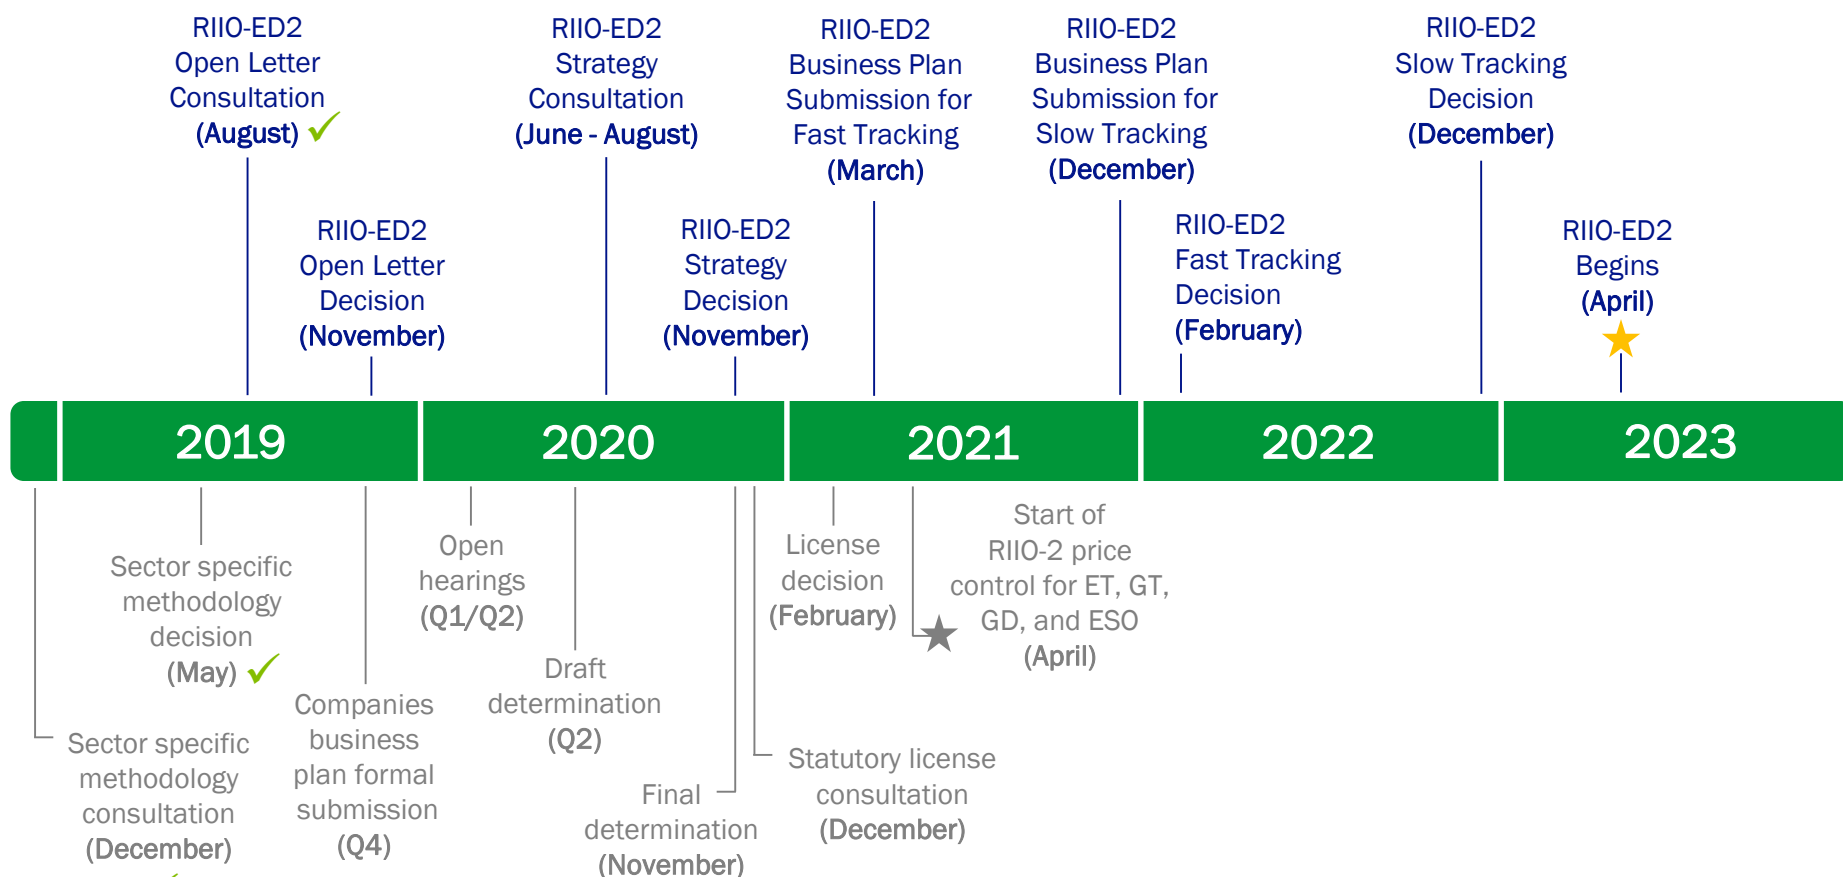 RIIO-ED2
Open Letter
Consultation
(August)
RIIO-ED2
Strategy
Consultation
(June - August)
RIIO-ED2
Business Plan
Submission for
Fast Tracking
(March)
RIIO-ED2
Business Plan
Submission for
Slow Tracking
(December)
RIIO-ED2
Slow Tracking
Decision
(December)
RIIO-ED2
Open Letter
Decision
(November)
RIIO-ED2
Strategy
Decision
(November)
RIIO-ED2
Fast Tracking
Decision
(February)
RIIO-ED2
Begins
(April)
2019
2020
2021
2022
2023
Sector specific
methodology
decision
(May)
Open
hearings
(Q1/Q2)
License
decision
(February)
Start of
RIIO-2 price
control for ET, GT,
GD, and ESO
(April)
Sector specific
methodology
consultation
(December)
Companies
business
plan formal
submission
(Q4)
Draft
determination
(Q2)
Final
determination
(November)
Statutory license
consultation
(December)